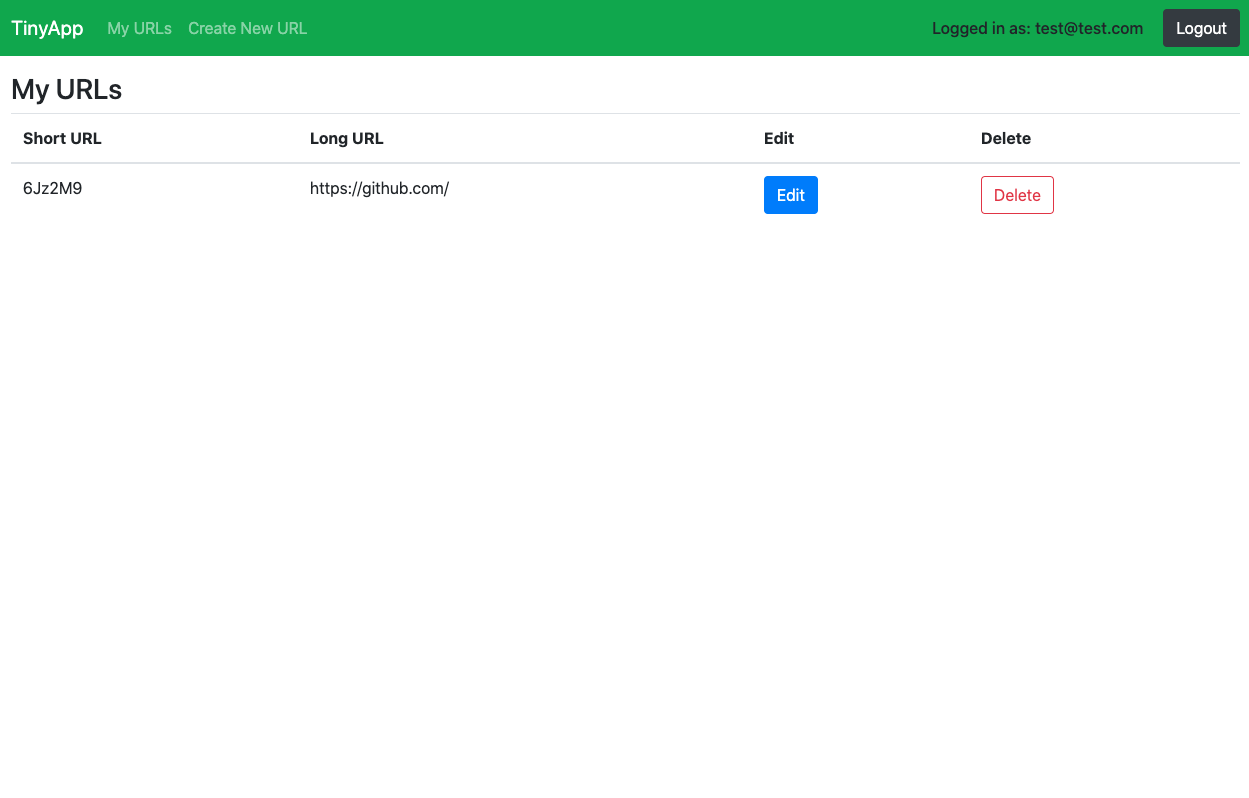 TinyApp My URLs Create New URL Logged in as: test@test.com Logout
My URLs
Short URL Long URL Edit Delete
6Jz2M9 https://github.com/ Edit Delete